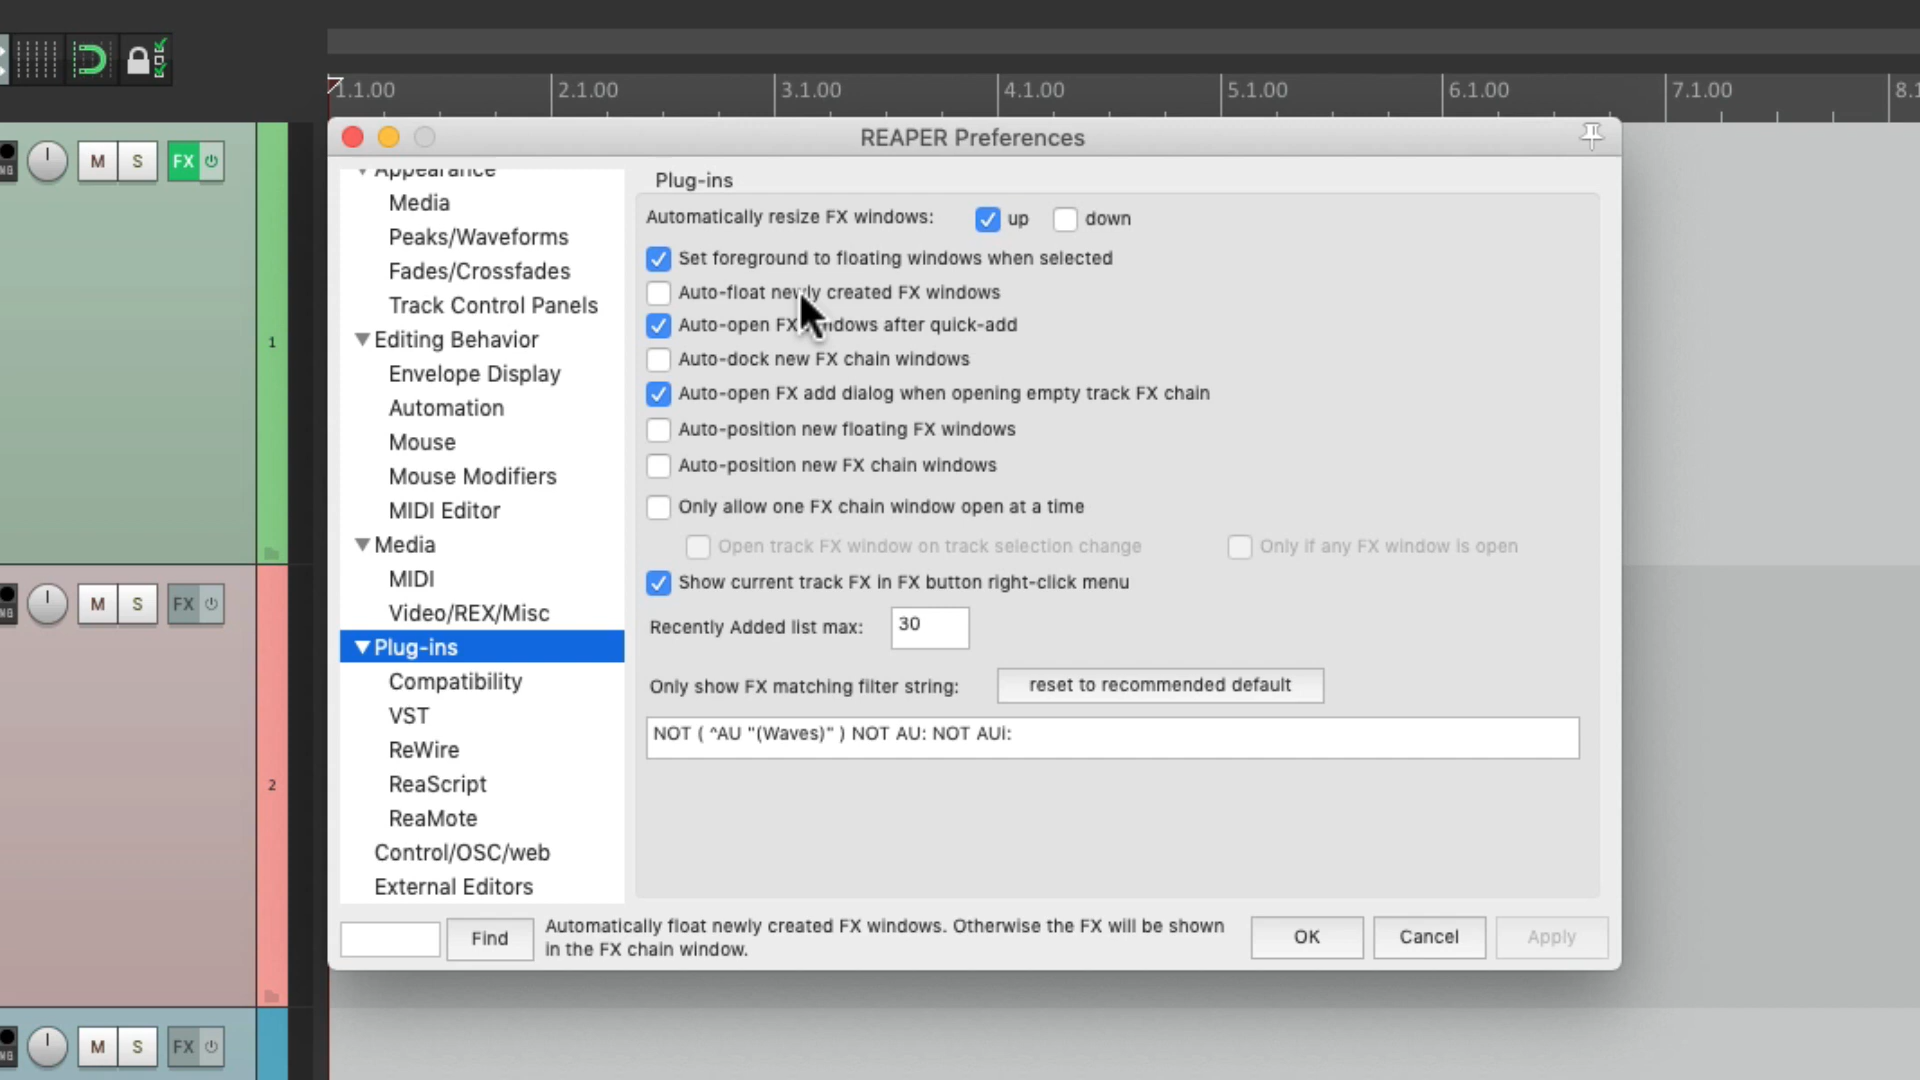 1.1.00 2.1.00 3.1.00 4.1.00 5.1.00 6.1.00 7.1.00 8.1
REAPER Preferences
M S FX
1
M S FX
2
M S FX
Appearance
Media
Peaks/Waveforms
Fades/Crossfades
Track Control Panels
Editing Behavior
Envelope Display
Automation
Mouse
Mouse Modifiers
MIDI Editor
Media
MIDI
Video/REX/Misc
Plug-ins
Compatibility
VST
ReWire
ReaScript
ReaMote
Control/OSC/web
External Editors
Plug-ins
Automatically resize FX windows: up down
Set foreground to floating windows when selected
Auto-float newly created FX windows
Auto-open FX windows after quick-add
Auto-dock new FX chain windows
Auto-open FX add dialog when opening empty track FX chain
Auto-position new floating FX windows
Auto-position new FX chain windows
Only allow one FX chain window open at a time
Open track FX window on track selection change Only if any FX window is open
Show current track FX in FX button right-click menu
Recently Added list max: 30
Only show FX matching filter string: reset to recommended default
NOT ( ^AU "(Waves)" ) NOT AU: NOT AUi:
Find
Automatically float newly created FX windows. Otherwise the FX will be shown
in the FX chain window.
OK Cancel Apply